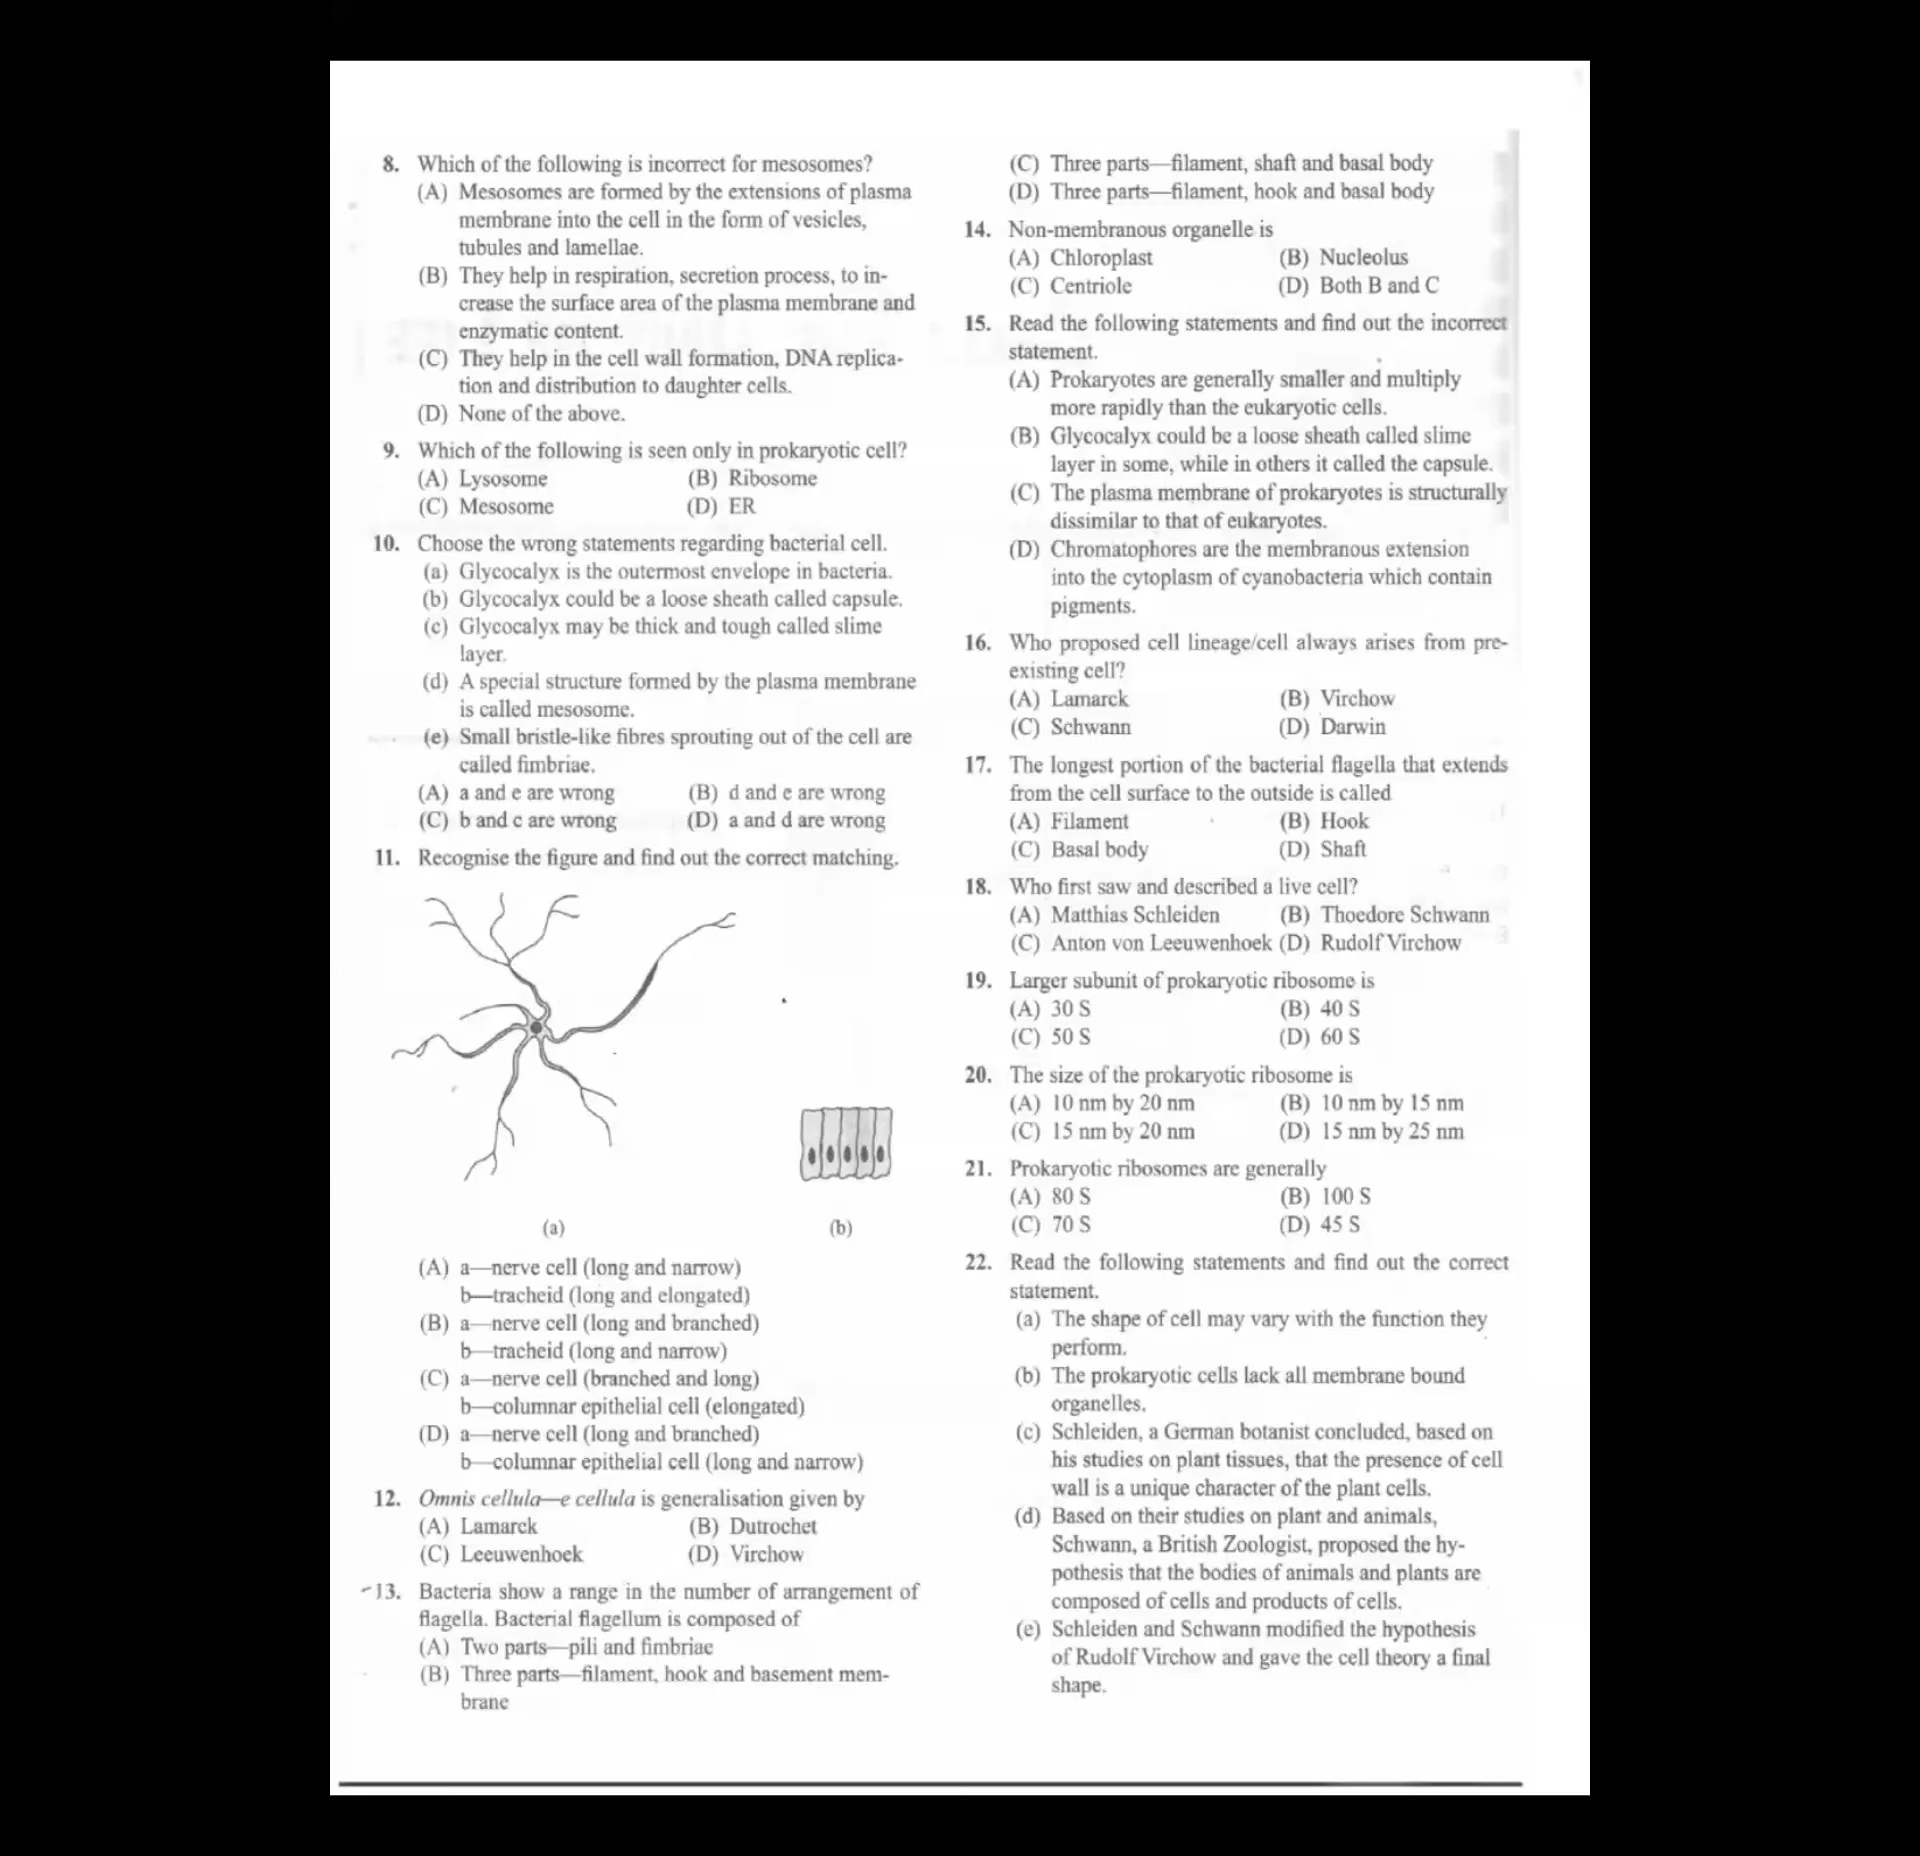 8. Which of the following is incorrect for mesosomes?
(A) Mesosomes are formed by the extensions of plasma
membrane into the cell in the form of vesicles,
tubules and lamellae.
(B) They help in respiration, secretion process, to in-
crease the surface area of the plasma membrane and
enzymatic content.
(C) They help in the cell wall formation, DNA replica-
tion and distribution to daughter cells.
(D) None of the above.
9. Which of the following is seen only in prokaryotic cell?
(A) Lysosome (B) Ribosome
(C) Mesosome (D) ER
10. Choose the wrong statements regarding bacterial cell.
(a) Glycocalyx is the outermost envelope in bacteria.
(b) Glycocalyx could be a loose sheath called capsule.
(c) Glycocalyx may be thick and tough called slime
layer.
(d) A special structure formed by the plasma membrane
is called mesosome.
(e) Small bristle-like fibres sprouting out of the cell are
called fimbriae.
(A) a and e are wrong (B) d and e are wrong
(C) b and c are wrong (D) a and d are wrong
11. Recognise the figure and find out the correct matching.
(a) (b)
(A) a—nerve cell (long and narrow)
b—tracheid (long and elongated)
(B) a—nerve cell (long and branched)
b—tracheid (long and narrow)
(C) a—nerve cell (branched and long)
b—columnar epithelial cell (elongated)
(D) a—nerve cell (long and branched)
b—columnar epithelial cell (long and narrow)
12. Omnis cellula—e cellula is generalisation given by
(A) Lamarck (B) Dutrochet
(C) Leeuwenhoek (D) Virchow
13. Bacteria show a range in the number of arrangement of
flagella. Bacterial flagellum is composed of
(A) Two parts—pili and fimbriae
(B) Three parts—filament, hook and basement mem-
brane
(C) Three parts—filament, shaft and basal body
(D) Three parts—filament, hook and basal body
14. Non-membranous organelle is
(A) Chloroplast (B) Nucleolus
(C) Centriole (D) Both B and C
15. Read the following statements and find out the incorrect
statement.
(A) Prokaryotes are generally smaller and multiply
more rapidly than the eukaryotic cells.
(B) Glycocalyx could be a loose sheath called slime
layer in some, while in others it called the capsule.
(C) The plasma membrane of prokaryotes is structurally
dissimilar to that of eukaryotes.
(D) Chromatophores are the membranous extension
into the cytoplasm of cyanobacteria which contain
pigments.
16. Who proposed cell lineage/cell always arises from pre-
existing cell?
(A) Lamarck (B) Virchow
(C) Schwann (D) Darwin
17. The longest portion of the bacterial flagella that extends
from the cell surface to the outside is called
(A) Filament (B) Hook
(C) Basal body (D) Shaft
18. Who first saw and described a live cell?
(A) Matthias Schleiden (B) Thoedore Schwann
(C) Anton von Leeuwenhoek (D) Rudolf Virchow
19. Larger subunit of prokaryotic ribosome is
(A) 30 S (B) 40 S
(C) 50 S (D) 60 S
20. The size of the prokaryotic ribosome is
(A) 10 nm by 20 nm (B) 10 nm by 15 nm
(C) 15 nm by 20 nm (D) 15 nm by 25 nm
21. Prokaryotic ribosomes are generally
(A) 80 S (B) 100 S
(C) 70 S (D) 45 S
22. Read the following statements and find out the correct
statement.
(a) The shape of cell may vary with the function they
perform.
(b) The prokaryotic cells lack all membrane bound
organelles.
(c) Schleiden, a German botanist concluded, based on
his studies on plant tissues, that the presence of cell
wall is a unique character of the plant cells.
(d) Based on their studies on plant and animals,
Schwann, a British Zoologist, proposed the hy-
pothesis that the bodies of animals and plants are
composed of cells and products of cells.
(e) Schleiden and Schwann modified the hypothesis
of Rudolf Virchow and gave the cell theory a final
shape.